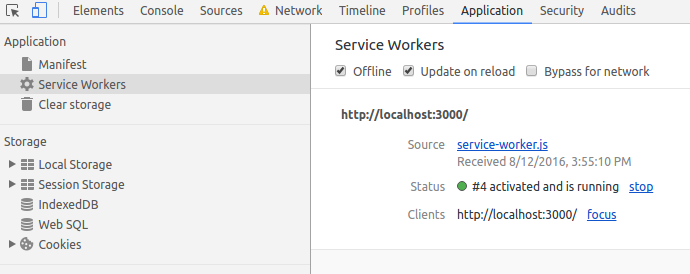 Elements Console Sources Network Timeline Profiles Application Security Audits
Application
Manifest
Service Workers
Clear storage
Storage
Local Storage
Session Storage
IndexedDB
Web SQL
Cookies
Service Workers
Offline Update on reload Bypass for network
http://localhost:3000/
Source service-worker.js
Received 8/12/2016, 3:55:10 PM
Status #4 activated and is running stop
Clients http://localhost:3000/ focus